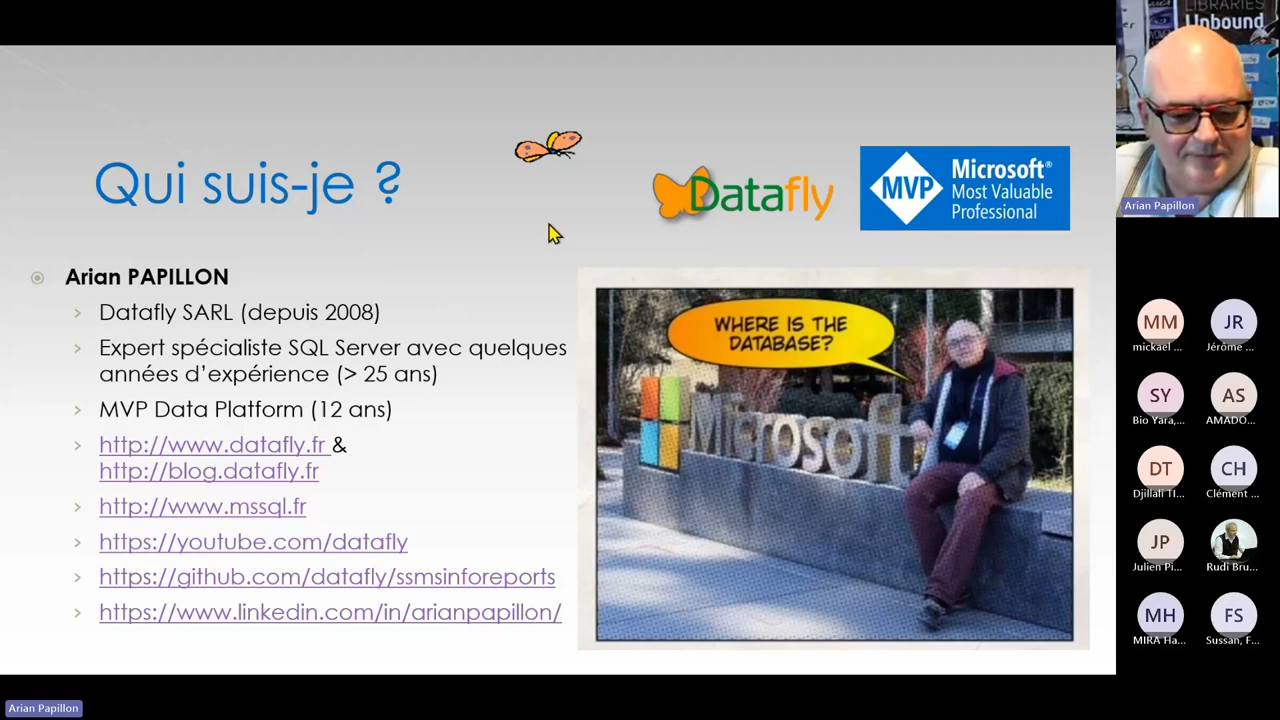 LIBRARIES
Unbound
Qui suis-je ?
Datafly
MVP
Microsoft®
Most Valuable
Professional
Arian Papillon
Arian PAPILLON
Datafly SARL (depuis 2008)
Expert spécialiste SQL Server avec quelques
années d’expérience (> 25 ans)
MVP Data Platform (12 ans)
http://www.datafly.fr &
http://blog.datafly.fr
http://www.mssql.fr
https://youtube.com/datafly
https://github.com/datafly/ssmsinforeports
https://www.linkedin.com/in/arianpapillon/
WHERE IS THE
DATABASE?
Microsoft
MM JR
mickael ... Jérôme ...
SY AS
Bio Yara,... AMADO...
DT CH
Djillali TI... Clément ...
JP
Julien Pi... Rudi Bru...
MH FS
MIRA Ha... Sussan, F...
Arian Papillon